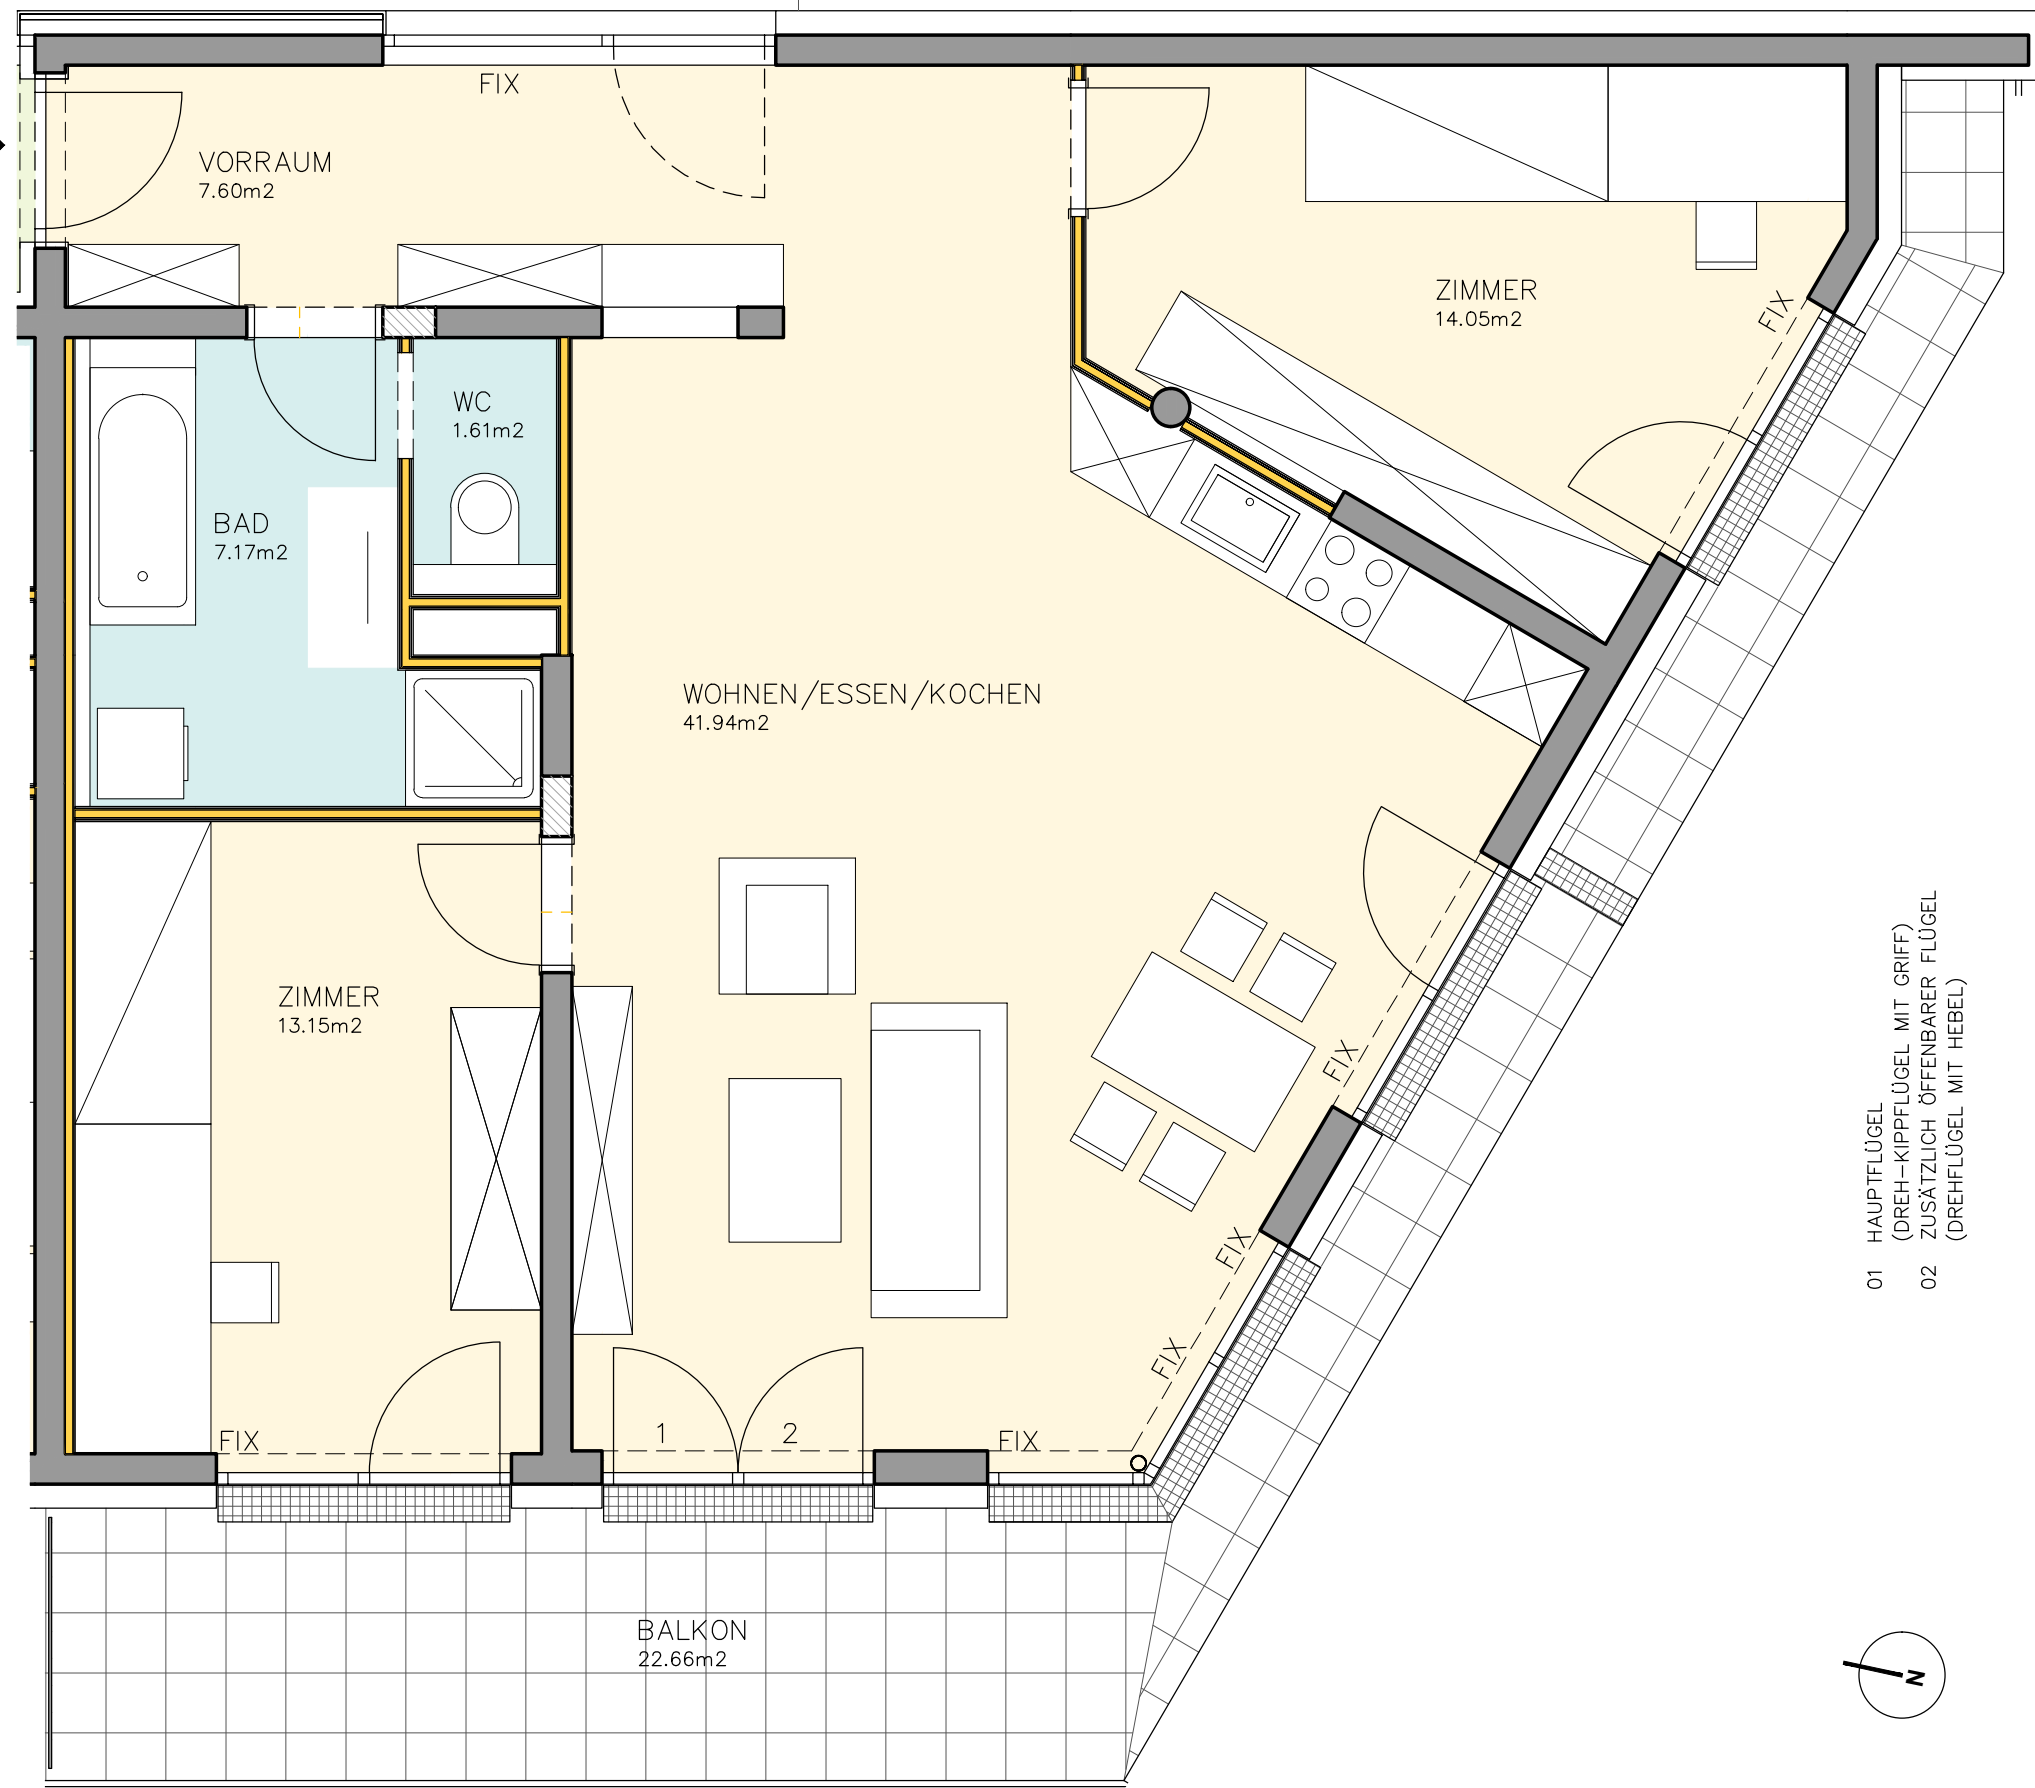 FIX
VORRAUM
7.60m2
ZIMMER
14.05m2
FIX
WC
1.61m2
BAD
7.17m2
WOHNEN/ESSEN/KOCHEN
41.94m2
ZIMMER
13.15m2
FIX
FIX
FIX
FIX
1
2
FIX
BALKON
22.66m2
01 HAUPTFLÜGEL
(DREH-KIPPFLÜGEL MIT GRIFF)
02 ZUSÄTZLICH ÖFFENBARER FLÜGEL
(DREHFLÜGEL MIT HEBEL)
N